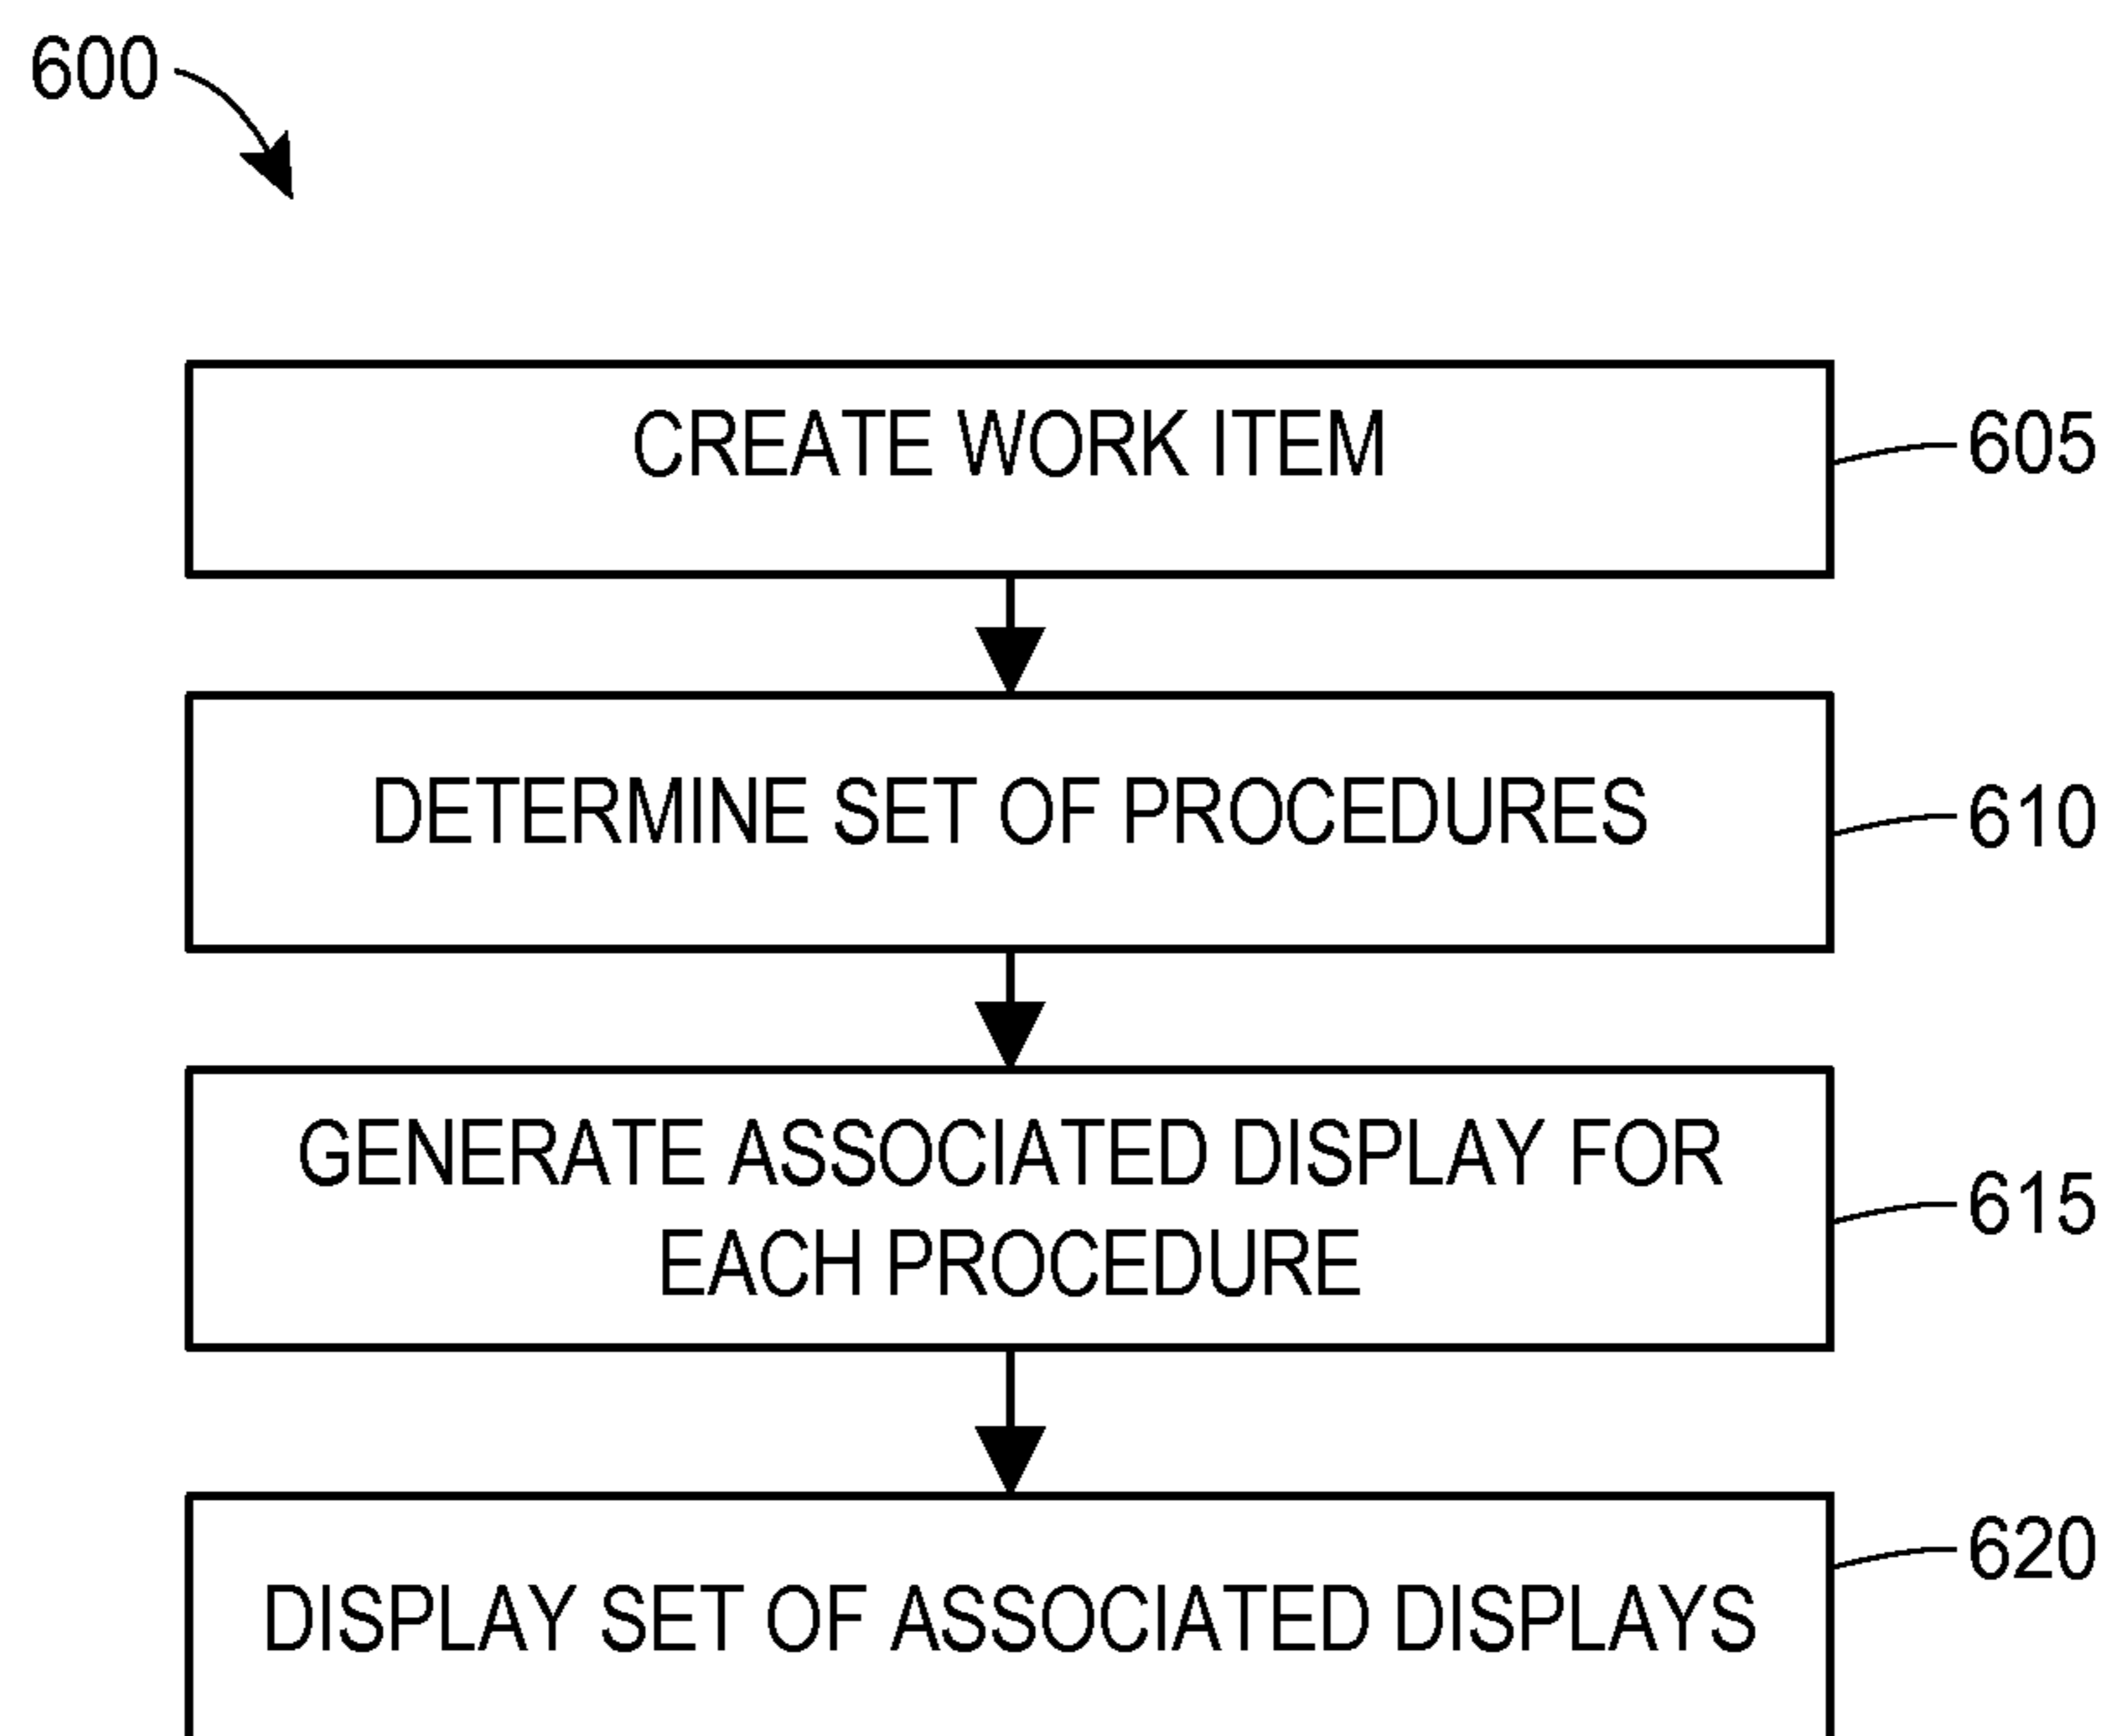 600
CREATE WORK ITEM
605
DETERMINE SET OF PROCEDURES
610
GENERATE ASSOCIATED DISPLAY FOR
EACH PROCEDURE
615
620
DISPLAY SET OF ASSOCIATED DISPLAYS